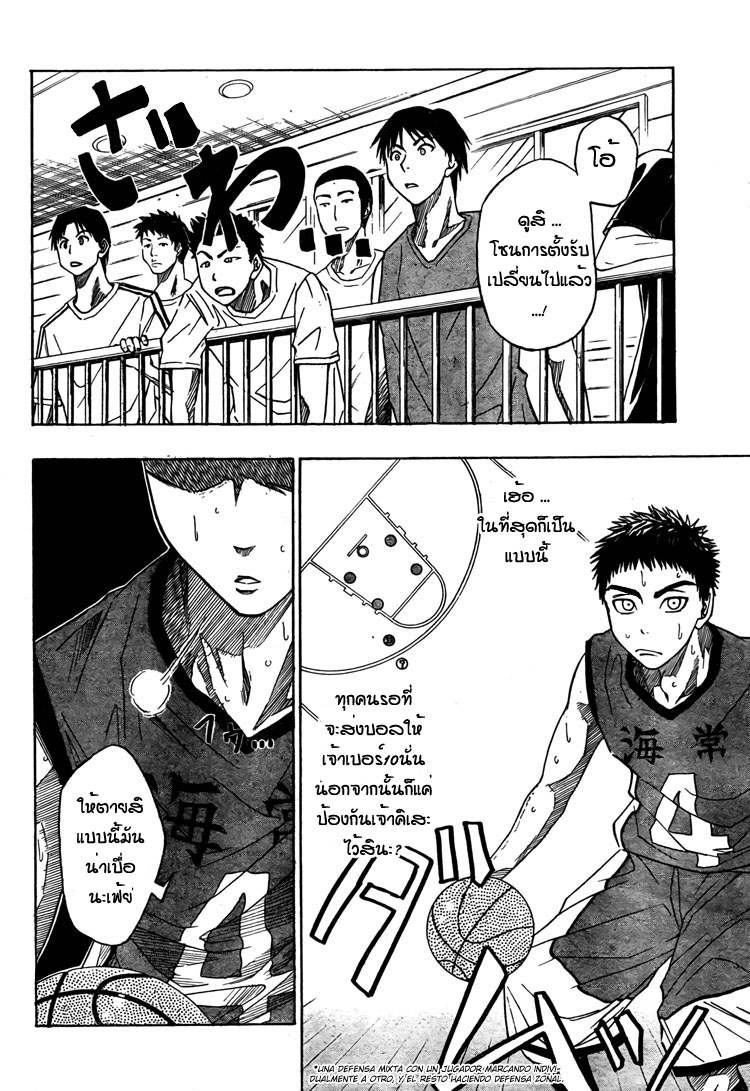 ざわ...
โอ้
ดูสิ ...
โซนการตั้งรับ
เปลี่ยนไปแล้ว
...!
เฮ้อ ...
ในที่สุดก็เป็น
แบบนี้
ทุกคนรอที่
จะส่งบอลให้
เจ้าเบอร์10นั่น
นอกจากนั้นก็แค่
ป้องกันเจ้าคิเสะ
ไว้สินะ?
海常
4
ให้ตายสิ
แบบนี้มัน
น่าเบื่อ
นะเฟ้ย
海
4
*UNA DEFENSA MIXTA CON UN JUGADOR MARCANDO INDIVI-
DUALMENTE A OTRO, Y EL RESTO HACIENDO DEFENSA ZONAL.